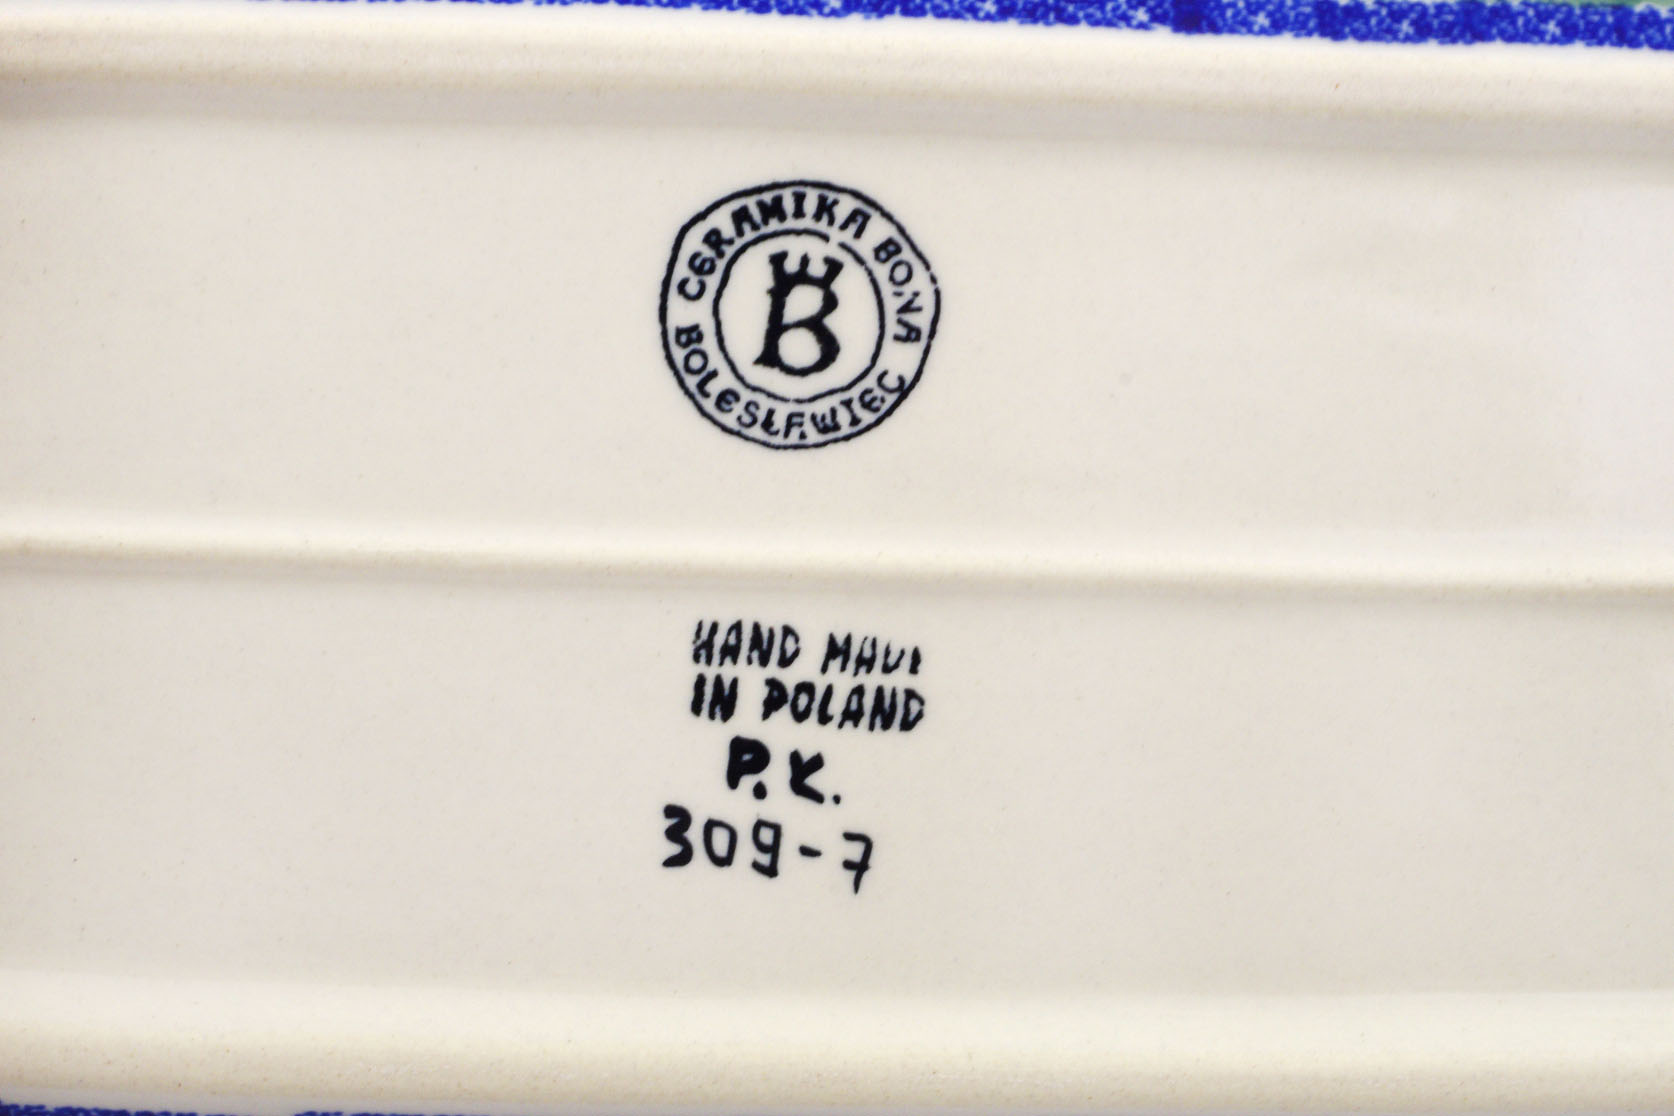 CERAMIKA BONA
BOLESŁAWIEC
B
HAND MADE
IN POLAND
P.K.
309-7